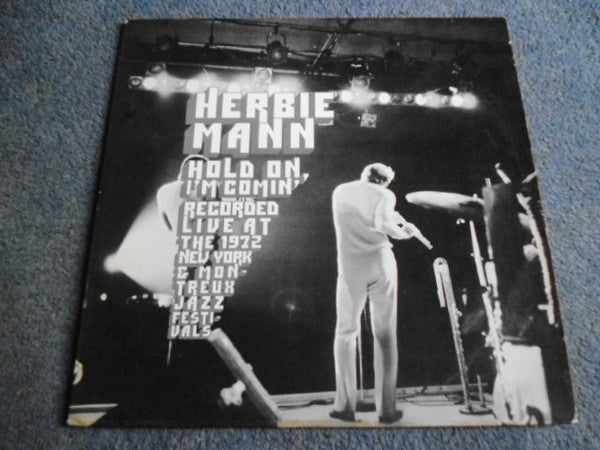 HERBIE
MANN
HOLD ON,
I'M COMIN'
RECORDED
LIVE AT
THE 1972
NEW YORK
& MON-
TREUX
JAZZ
FESTI-
VALS